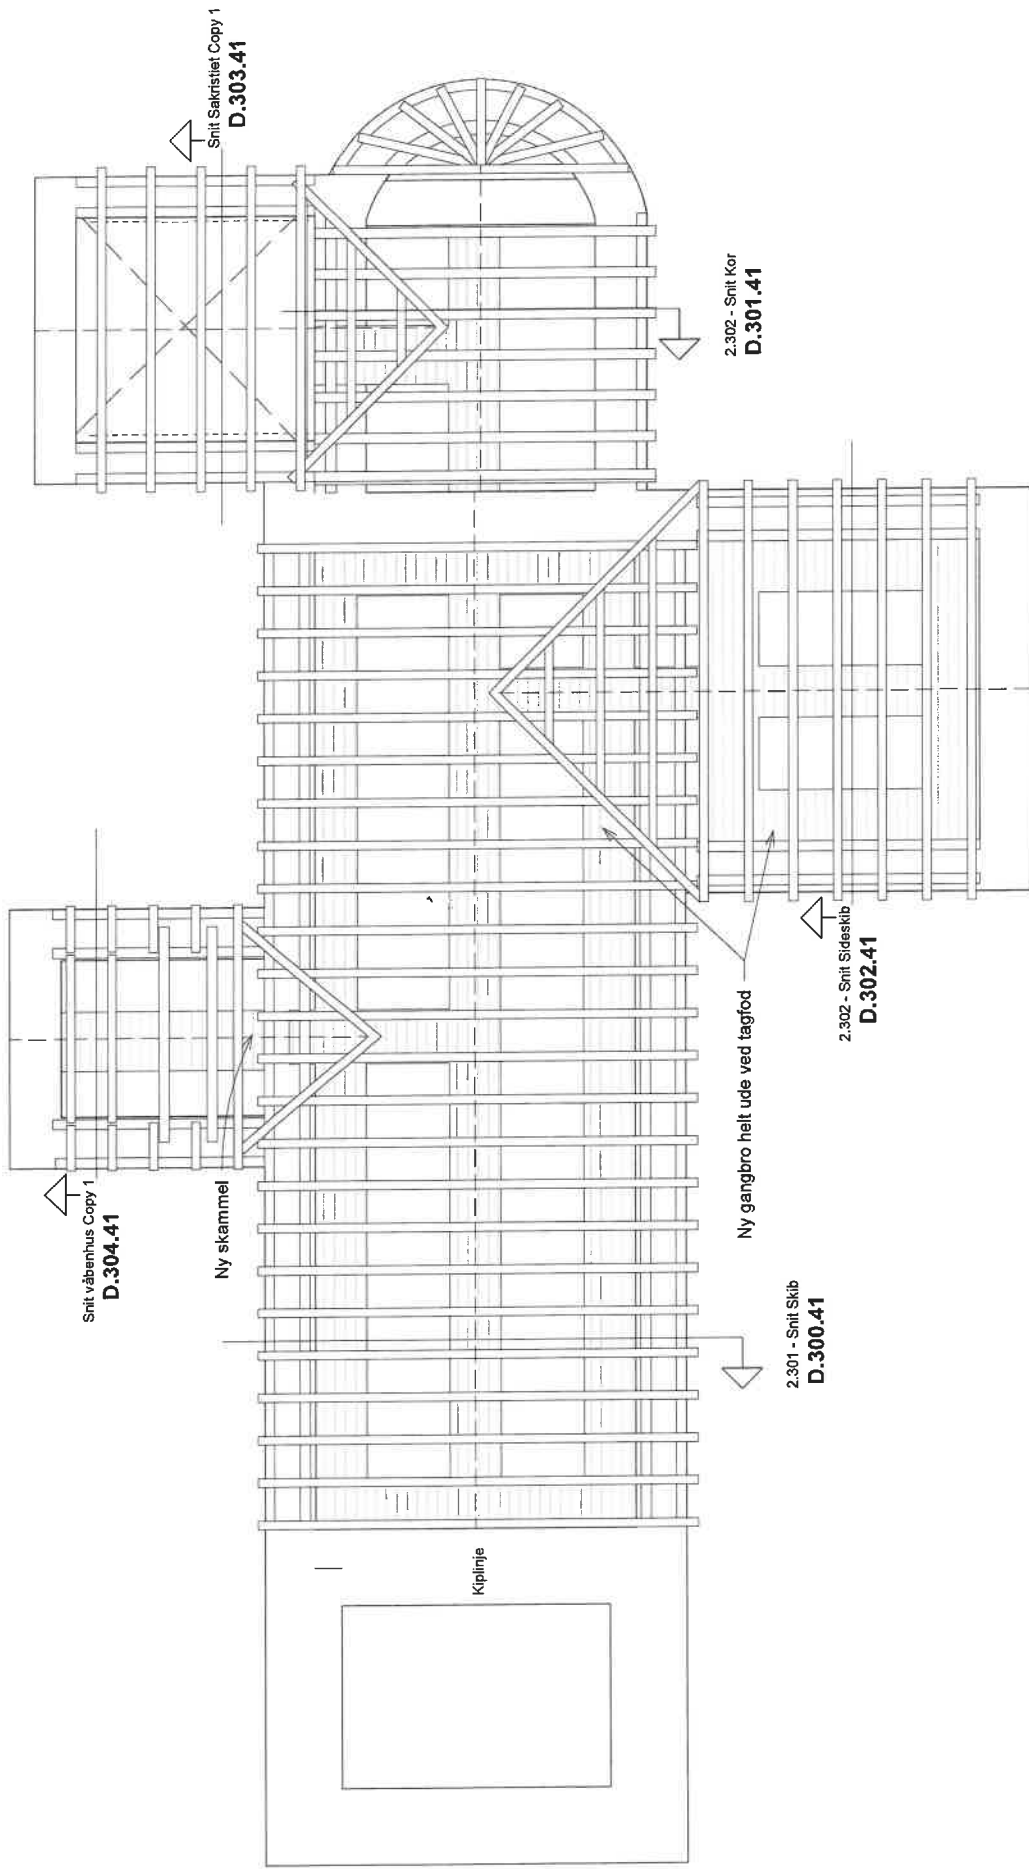 Snit Sakristiet Copy 1
D.303.41
2.302 - Snit Kor
D.301.41
Snit våbenhus Copy 1
D.304.41
Ny skammel
2.302 - Snit Sideskib
D.302.41
Ny gangbro helt ude ved tagfod
2.301 - Snit Skib
D.300.41
Kiplinje